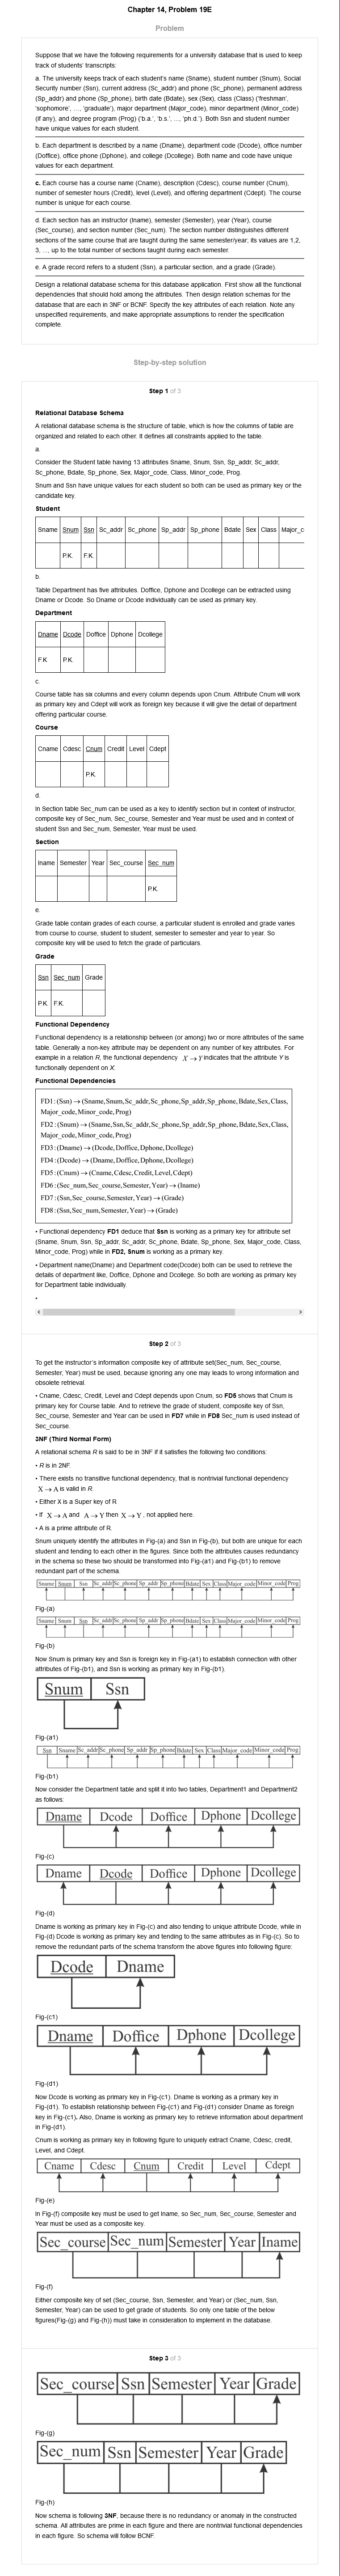 Chapter 14, Problem 19E
Problem
Suppose that we have the following requirements for a university database that is used to keep
track of students' transcripts:
a. The university keeps track of each student's name (Sname), student number (Snum), Social
Security number (Ssn), current address (Sc_addr) and phone (Sc_phone), permanent address
(Sp_addr) and phone (Sp_phone), birth date (Bdate), sex (Sex), class (Class) ('freshman',
'sophomore', …, 'graduate'), major department (Major_code), minor department (Minor_code)
(if any), and degree program (Prog) ('b.a.', 'b.s.', …, 'ph.d.'). Both Ssn and student number
have unique values for each student.
b. Each department is described by a name (Dname), department code (Dcode), office number
(Doffice), office phone (Dphone), and college (Dcollege). Both name and code have unique
values for each department.
c. Each course has a course name (Cname), description (Cdesc), course number (Cnum),
number of semester hours (Credit), level (Level), and offering department (Cdept). The course
number is unique for each course.
d. Each section has an instructor (Iname), semester (Semester), year (Year), course
(Sec_course), and section number (Sec_num). The section number distinguishes different
sections of the same course that are taught during the same semester/year; its values are 1,2,
3, …, up to the total number of sections taught during each semester.
e. A grade record refers to a student (Ssn), a particular section, and a grade (Grade).
Design a relational database schema for this database application. First show all the functional
dependencies that should hold among the attributes. Then design relation schemas for the
database that are each in 3NF or BCNF. Specify the key attributes of each relation. Note any
unspecified requirements, and make appropriate assumptions to render the specification
complete.
Step-by-step solution
Step 1 of 3
Relational Database Schema
A relational database schema is the structure of table, which is how the columns of table are
organized and related to each other. It defines all constraints applied to the table.
a.
Consider the Student table having 13 attributes Sname, Snum, Ssn, Sp_addr, Sc_addr,
Sc_phone, Bdate, Sp_phone, Sex, Major_code, Class, Minor_code, Prog.
Snum and Ssn have unique values for each student so both can be used as primary key or the
candidate key.
Student
Sname Snum Ssn Sc_addr Sc_phone Sp_addr Sp_phone Bdate Sex Class Major_c
P.K. F.K.
b.
Table Department has five attributes. Doffice, Dphone and Dcollege can be extracted using
Dname or Dcode. So Dname or Dcode individually can be used as primary key.
Department
Dname Dcode Doffice Dphone Dcollege
F.K P.K.
c.
Course table has six columns and every column depends upon Cnum. Attribute Cnum will work
as primary key and Cdept will work as foreign key because it will give the detail of department
offering particular course.
Course
Cname Cdesc Cnum Credit Level Cdept
P.K.
d.
In Section table Sec_num can be used as a key to identify section but in context of instructor,
composite key of Sec_num, Sec_course, Semester and Year must be used and in context of
student Ssn and Sec_num, Semester, Year must be used.
Section
Iname Semester Year Sec_course Sec_num
P.K.
e.
Grade table contain grades of each course, a particular student is enrolled and grade varies
from course to course, student to student, semester to semester and year to year. So
composite key will be used to fetch the grade of particulars.
Grade
Ssn Sec_num Grade
P.K. F.K.
Functional Dependency
Functional dependency is a relationship between (or among) two or more attributes of the same
table. Generally a non-key attribute may be dependent on any number of key attributes. For
example in a relation R, the functional dependency X → Y indicates that the attribute Y is
functionally dependent on X.
Functional Dependencies
FD1:(Ssn) → (Sname,Snum,Sc_addr,Sc_phone,Sp_addr,Sp_phone,Bdate,Sex,Class,
Major_code,Minor_code,Prog)
FD2:(Snum) → (Sname,Ssn,Sc_addr,Sc_phone,Sp_addr,Sp_phone,Bdate,Sex,Class,
Major_code,Minor_code,Prog)
FD3:(Dname) → (Dcode,Doffice,Dphone,Dcollege)
FD4:(Dcode) → (Dname,Doffice,Dphone,Dcollege)
FD5:(Cnum) → (Cname,Cdesc,Credit,Level,Cdept)
FD6:(Sec_num,Sec_course,Semester,Year) → (Iname)
FD7:(Ssn,Sec_course,Semester,Year) → (Grade)
FD8:(Ssn,Sec_num,Semester,Year) → (Grade)
• Functional dependency FD1 deduce that Ssn is working as a primary key for attribute set
(Sname, Snum, Ssn, Sp_addr, Sc_addr, Sc_phone, Bdate, Sp_phone, Sex, Major_code, Class,
Minor_code, Prog) while in FD2, Snum is working as a primary key.
• Department name(Dname) and Department code(Dcode) both can be used to retrieve the
details of department like, Doffice, Dphone and Dcollege. So both are working as primary key
for Department table individually.
•
Step 2 of 3
To get the instructor's information composite key of attribute set(Sec_num, Sec_course,
Semester, Year) must be used, because ignoring any one may leads to wrong information and
obsolete retrieval.
• Cname, Cdesc, Credit, Level and Cdept depends upon Cnum, so FD5 shows that Cnum is
primary key for Course table. And to retrieve the grade of student, composite key Ssn,
Sec_course, Semester and Year can be used in FD7 while in FD8 Sec_num is used instead of
Sec_course.
3NF (Third Normal Form)
A relational schema R is said to be in 3NF if it satisfies the following two conditions:
• R is in 2NF.
• There exists no transitive functional dependency, that is nontrivial functional dependency
X → A is valid in R.
• Either X is a Super key of R
• If X → A and A → Y then X → Y, not applied here.
• A is a prime attribute of R.
Snum uniquely identify the attributes in Fig-(a) and Ssn in Fig-(b), but both are unique for each
student and tending to each other in the figures. Since both the attributes causes redundancy
in the schema so these two should be transformed into Fig-(a1) and Fig-(b1) to remove
redundant part of the schema.
Sname Snum Ssn Sc_addr Sc_phone Sp_addr Sp_phone Bdate Sex Class Major_code Minor_code Prog
Fig-(a)
Sname Snum Ssn Sc_addr Sc_phone Sp_addr Sp_phone Bdate Sex Class Major_code Minor_code Prog
Fig-(b)
Now Snum is primary key and Ssn is foreign key in Fig-(a1) to establish connection with other
attributes of Fig-(b1), and Ssn is working as primary key in Fig-(b1).
Snum Ssn
Fig-(a1)
Ssn Sname Sc_addr Sc_phone Sp_addr Sp_phone Bdate Sex Class Major_code Minor_code Prog
Fig-(b1)
Now consider the Department table and split it into two tables, Department1 and Department2
as follows:
Dname Dcode Doffice Dphone Dcollege
Fig-(c)
Dname Dcode Doffice Dphone Dcollege
Fig-(d)
Dname is working as primary key in Fig-(c) and also tending to unique attribute Dcode, while in
Fig-(d) Dcode is working as primary key and tending to the same attributes as in Fig-(c). So to
remove the redundant parts of the schema transform the above figures into following figure:
Dcode Dname
Fig-(c1)
Dname Doffice Dphone Dcollege
Fig-(d1)
Now Dcode is working as primary key in Fig-(c1). Dname is working as a primary key in
Fig-(d1). To establish relationship between Fig-(c1) and Fig-(d1) consider Dname as foreign
key in Fig-(c1). Also, Dname is working as primary key to retrieve information about department
in Fig-(d1).
Cnum is working as primary key in following figure to uniquely extract Cname, Cdesc, credit,
Level, and Cdept.
Cname Cdesc Cnum Credit Level Cdept
Fig-(e)
In Fig-(f) composite key must be used to get Iname, so Sec_num, Sec_course, Semester and
Year must be used as a composite key.
Sec_course Sec_num Semester Year Iname
Fig-(f)
Either composite key of set (Sec_course, Ssn, Semester, and Year) or (Sec_num, Ssn,
Semester, Year) can be used to get grade of students. So only one table of the below
figures(Fig-(g) and Fig-(h)) must take in consideration to implement in the database.
Step 3 of 3
Sec_course Ssn Semester Year Grade
Fig-(g)
Sec_num Ssn Semester Year Grade
Fig-(h)
Now schema is following 3NF, because there is no redundancy or anomaly in the constructed
schema. All attributes are prime in each figure and there are nontrivial functional dependencies
in each figure. So schema will follow BCNF.